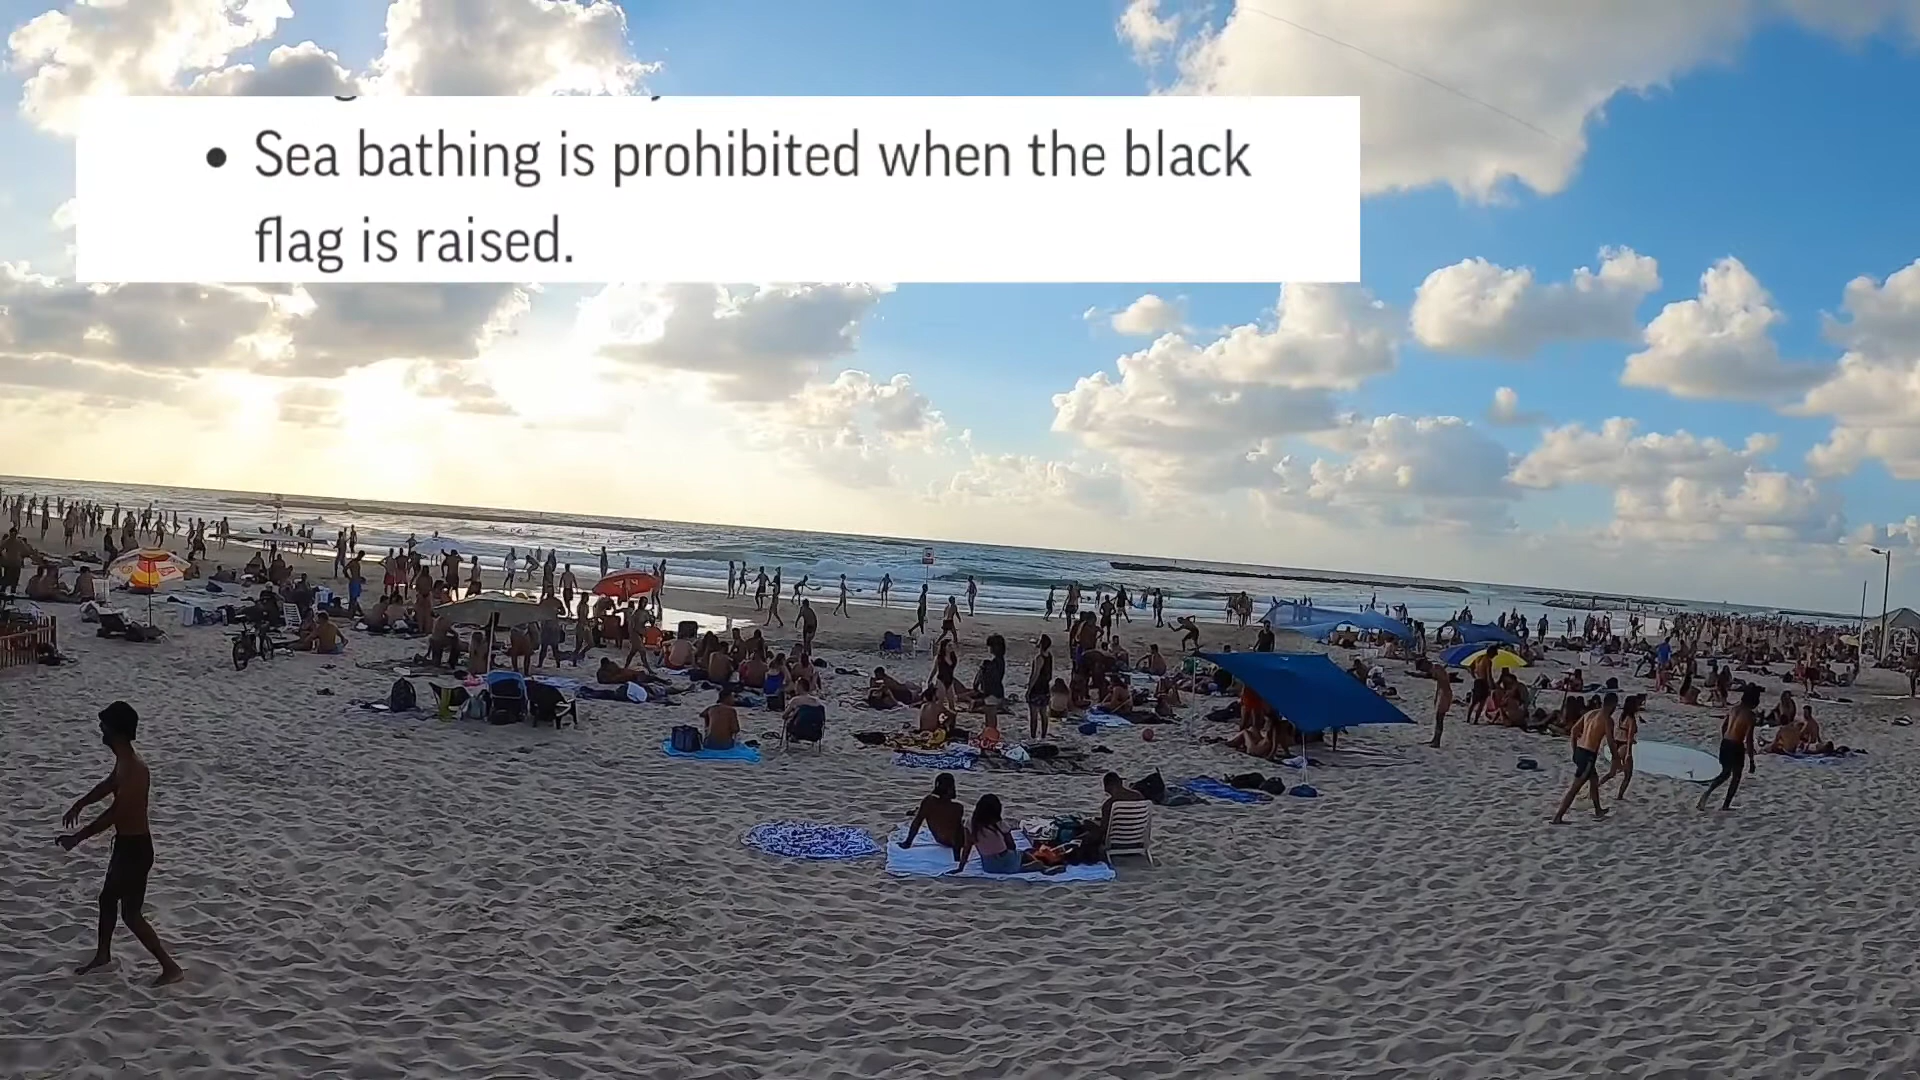 • Sea bathing is prohibited when the black
flag is raised.